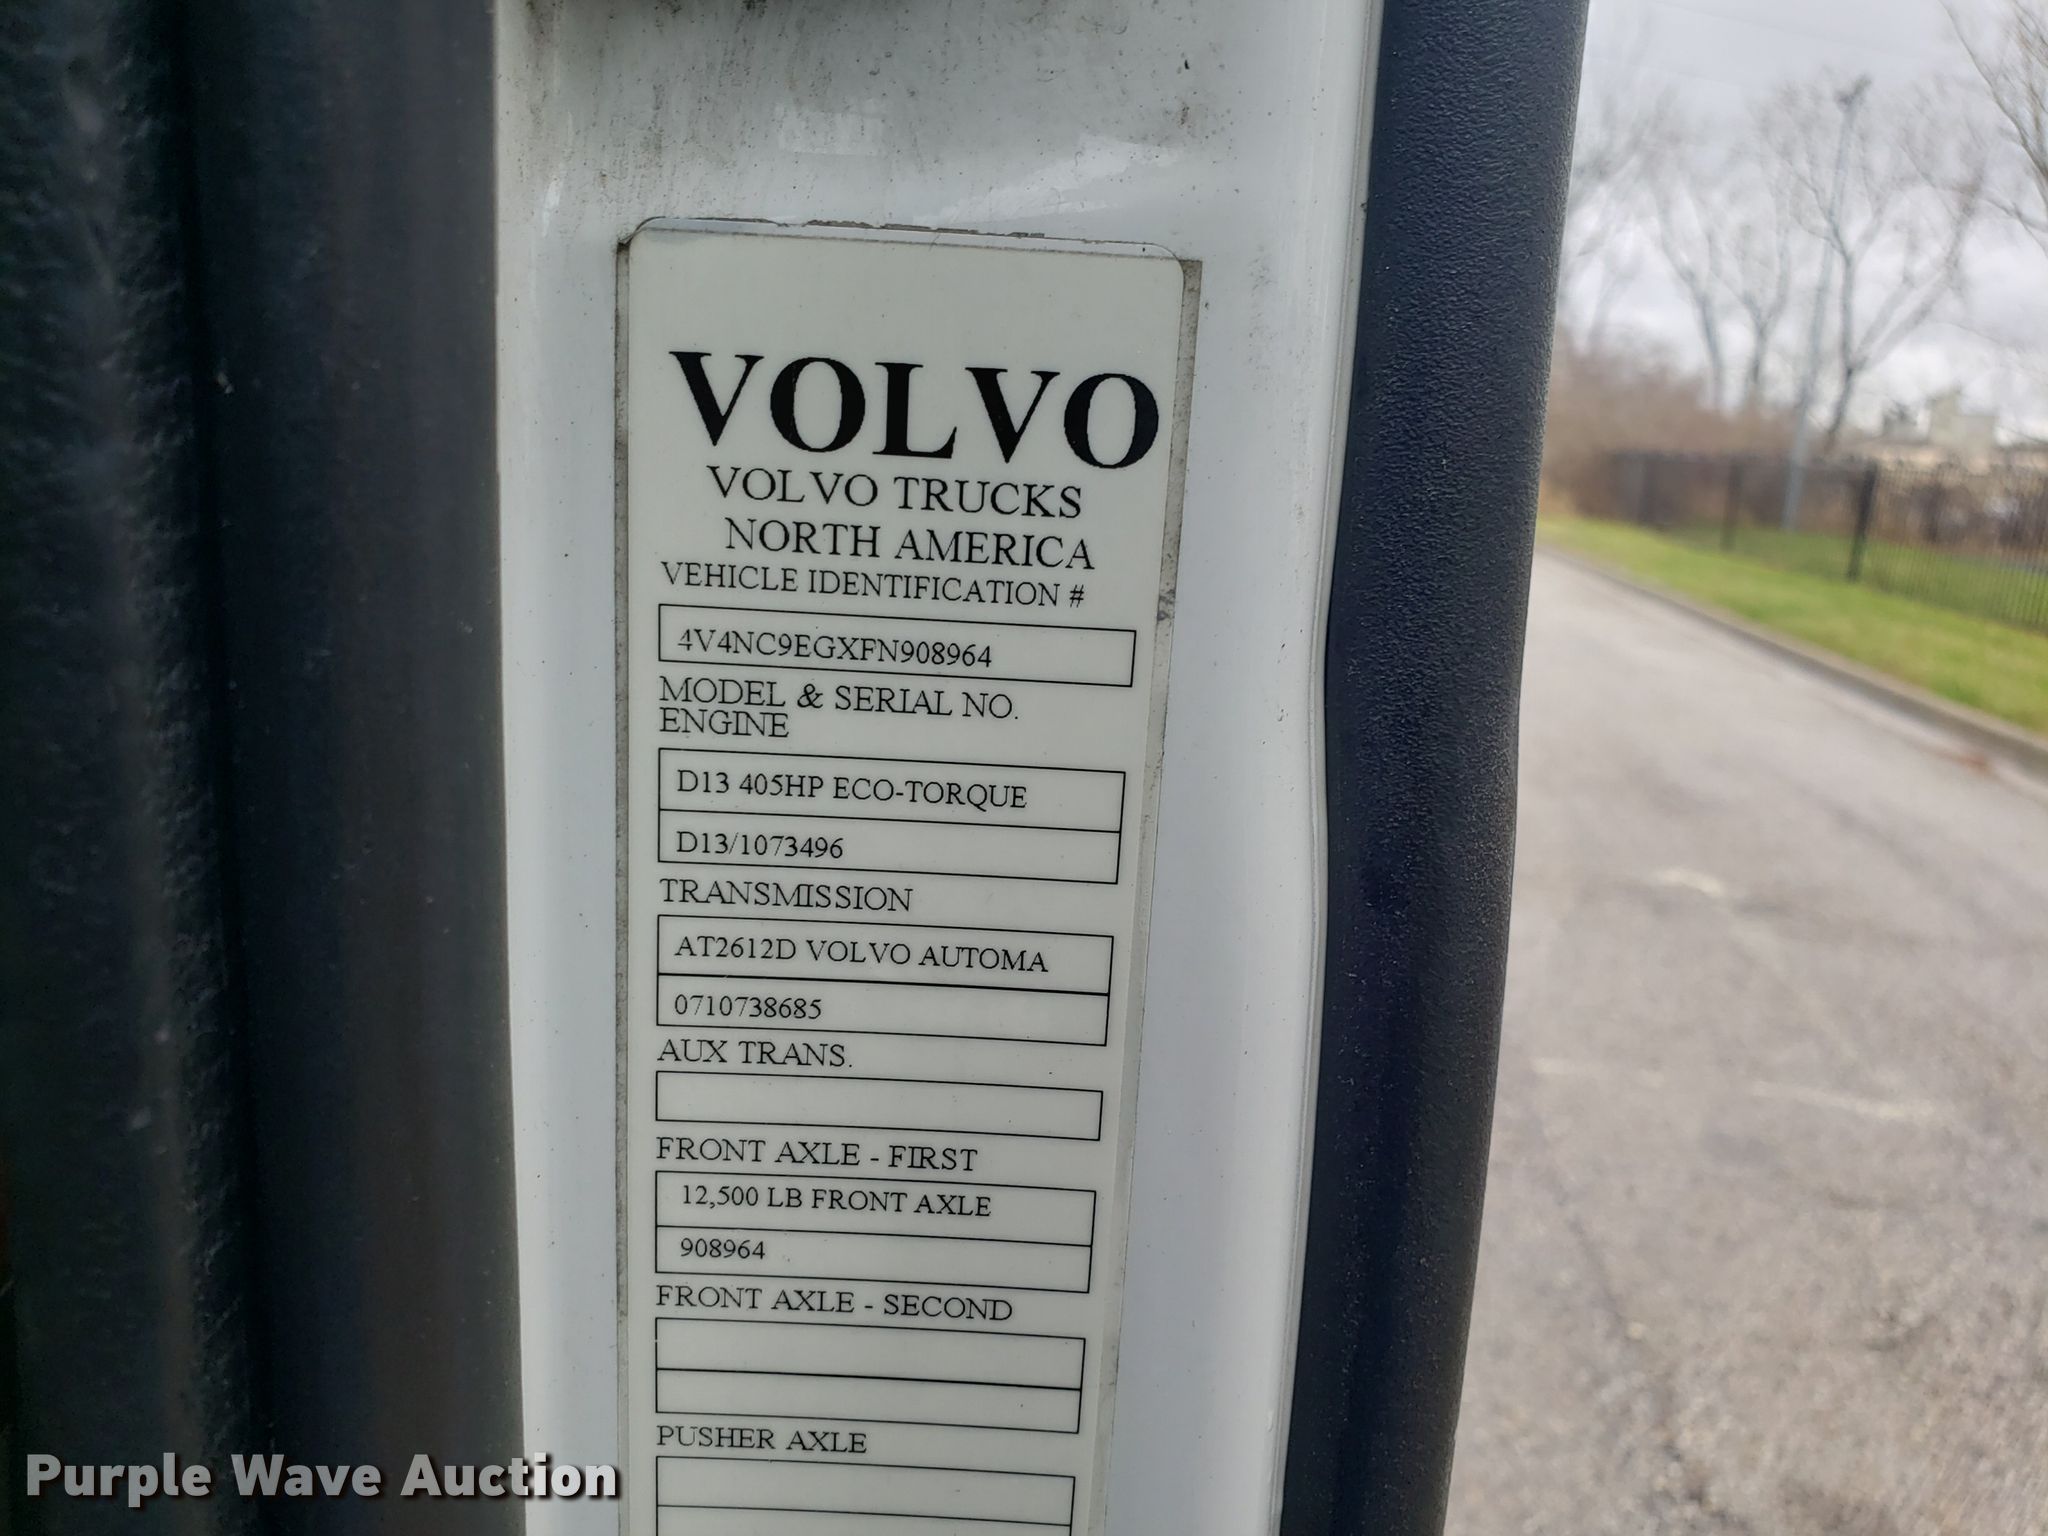 VOLVO
VOLVO TRUCKS
NORTH AMERICA
VEHICLE IDENTIFICATION #
4V4NC9EGXFN908964
MODEL & SERIAL NO.
ENGINE
D13 405HP ECO-TORQUE
D13/1073496
TRANSMISSION
AT2612D VOLVO AUTOMA
0710738685
AUX TRANS.
FRONT AXLE - FIRST
12,500 LB FRONT AXLE
908964
FRONT AXLE - SECOND
PUSHER AXLE
Purple Wave Auction